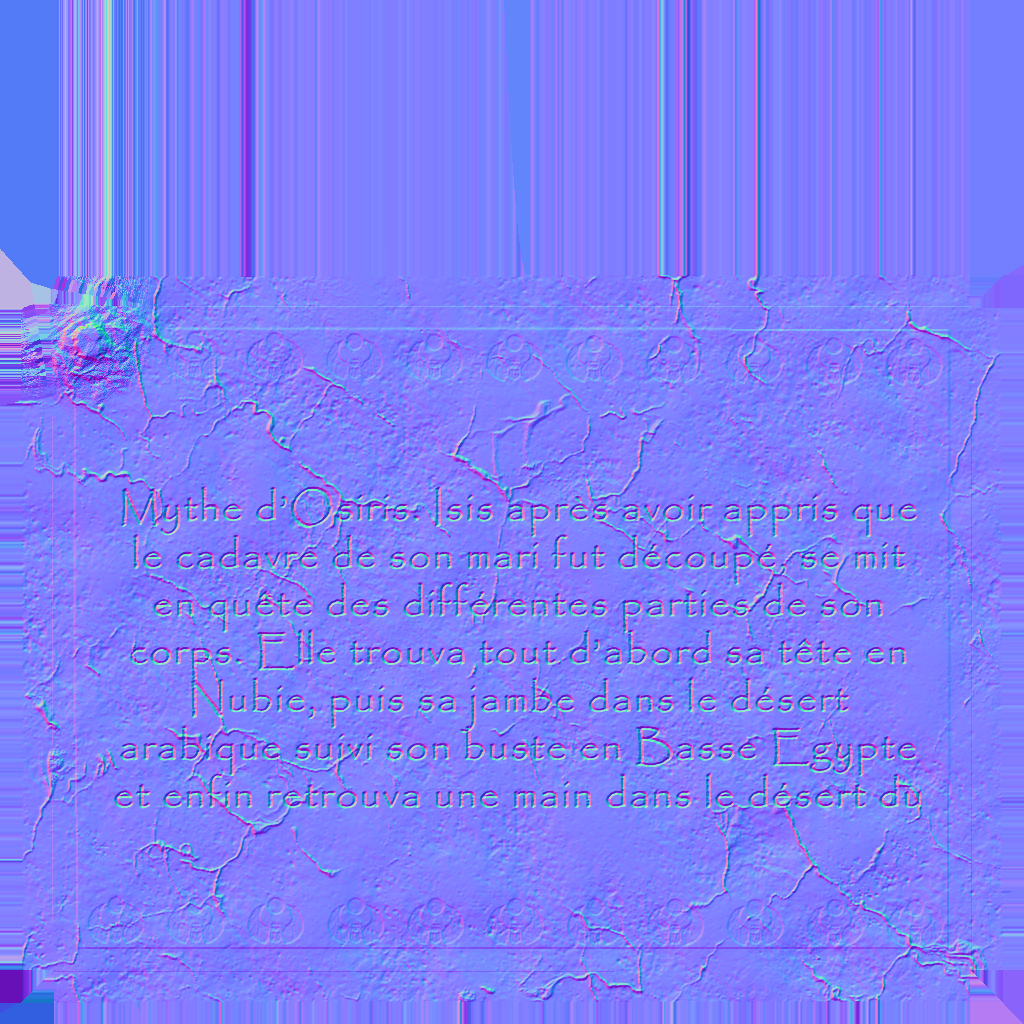 Mythe d'Osiris. Isis après avoir appris que
le cadavre de son mari fut découpé, se mit
en quête des différentes parties de son
corps. Elle trouva tout d'abord sa tête en
Nubie, puis sa jambe dans le désert
arabique suivi son buste en Basse Egypte
et enfin retrouva une main dans le désert du